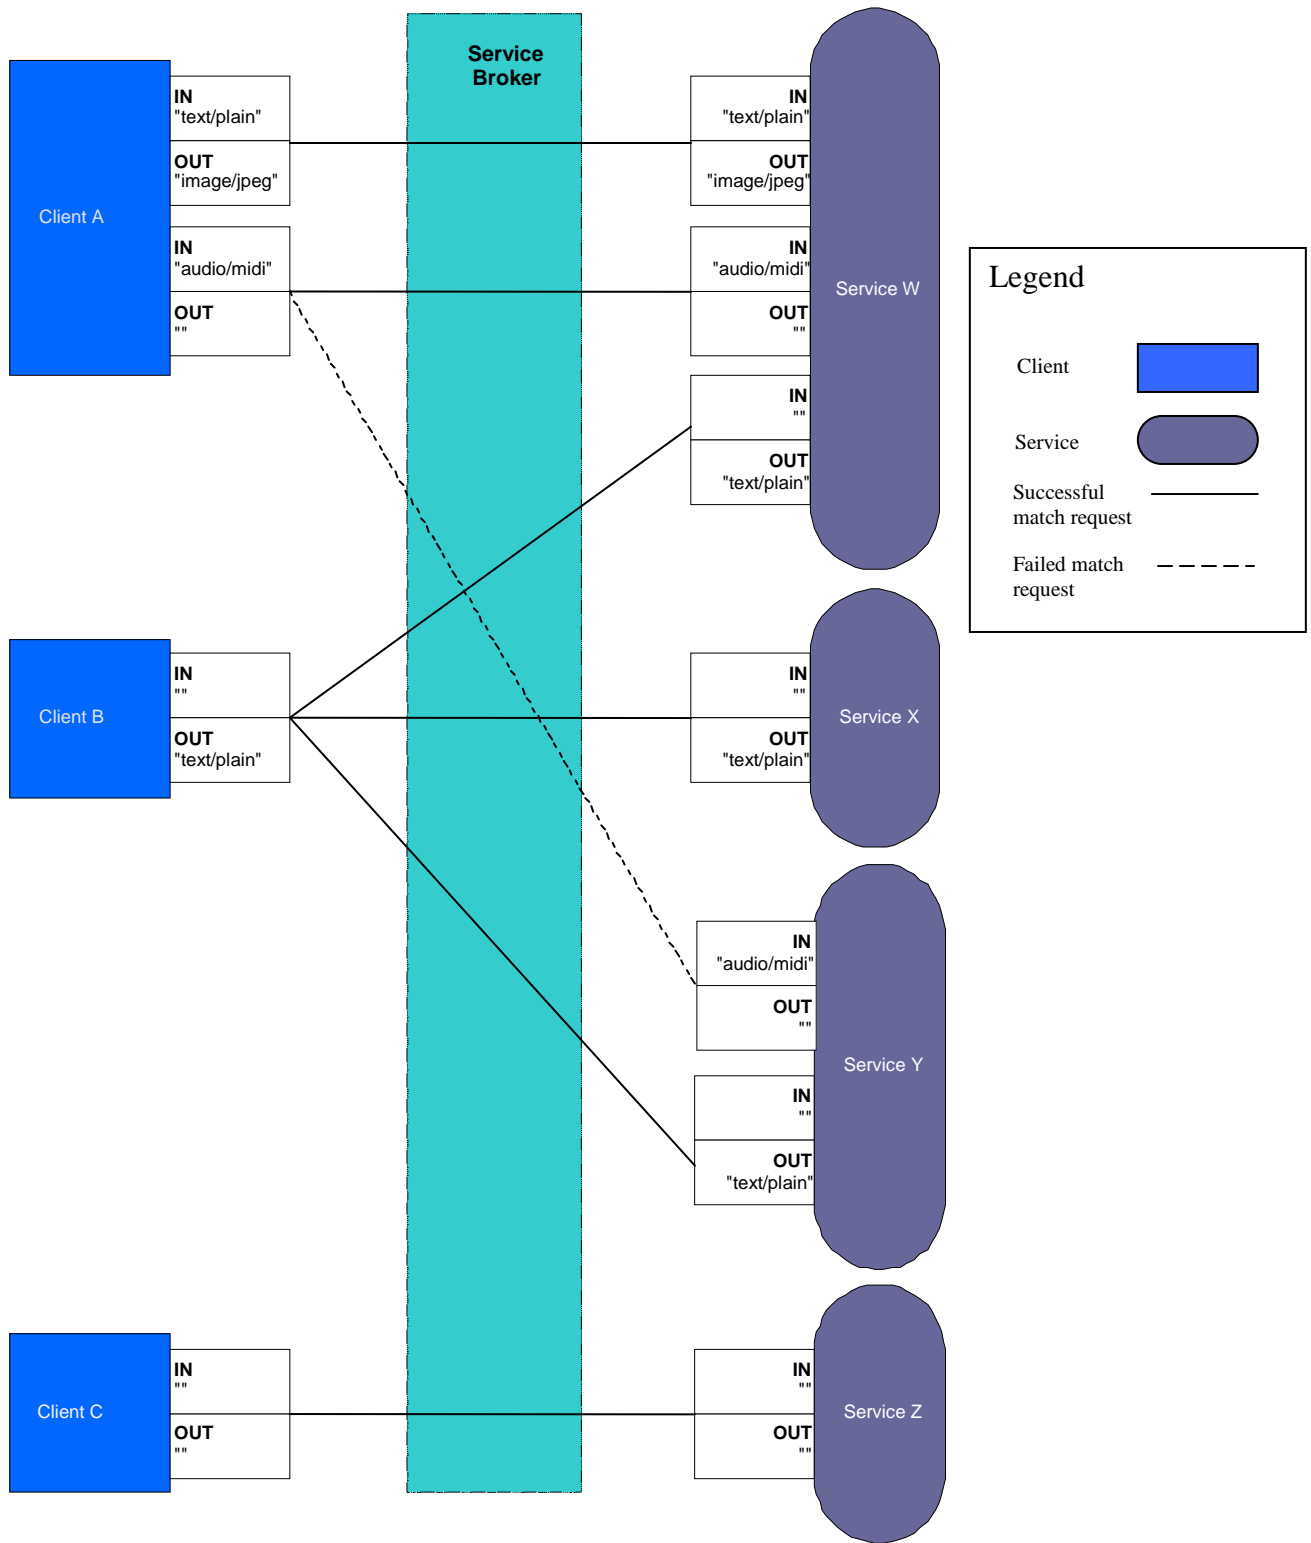 Service
Broker
Client A
IN
"text/plain"
OUT
"image/jpeg"
IN
"audio/midi"
OUT
""
IN
"text/plain"
OUT
"image/jpeg"
IN
"audio/midi"
OUT
""
IN
""
OUT
"text/plain"
Service W
Legend
Client
Service
Successful
match request
Failed match
request
Client B
IN
""
OUT
"text/plain"
IN
""
OUT
"text/plain"
Service X
IN
"audio/midi"
OUT
""
IN
""
OUT
"text/plain"
Service Y
Client C
IN
""
OUT
""
IN
""
OUT
""
Service Z